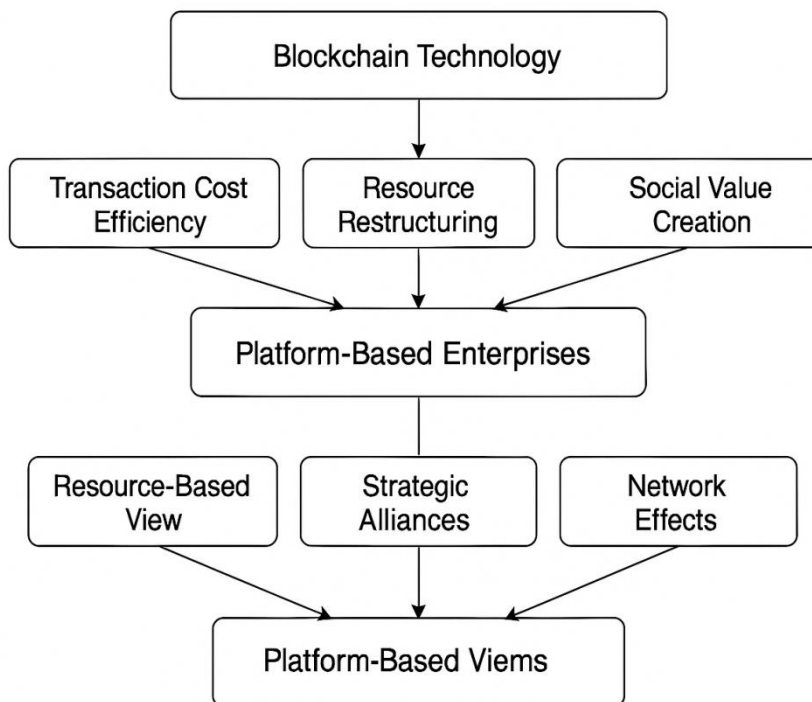 Blockchain Technology
Transaction Cost
Efficiency
Resource
Restructuring
Social Value
Creation
Platform-Based Enterprises
Resource-Based
View
Strategic
Alliances
Network
Effects
Platform-Based Viems